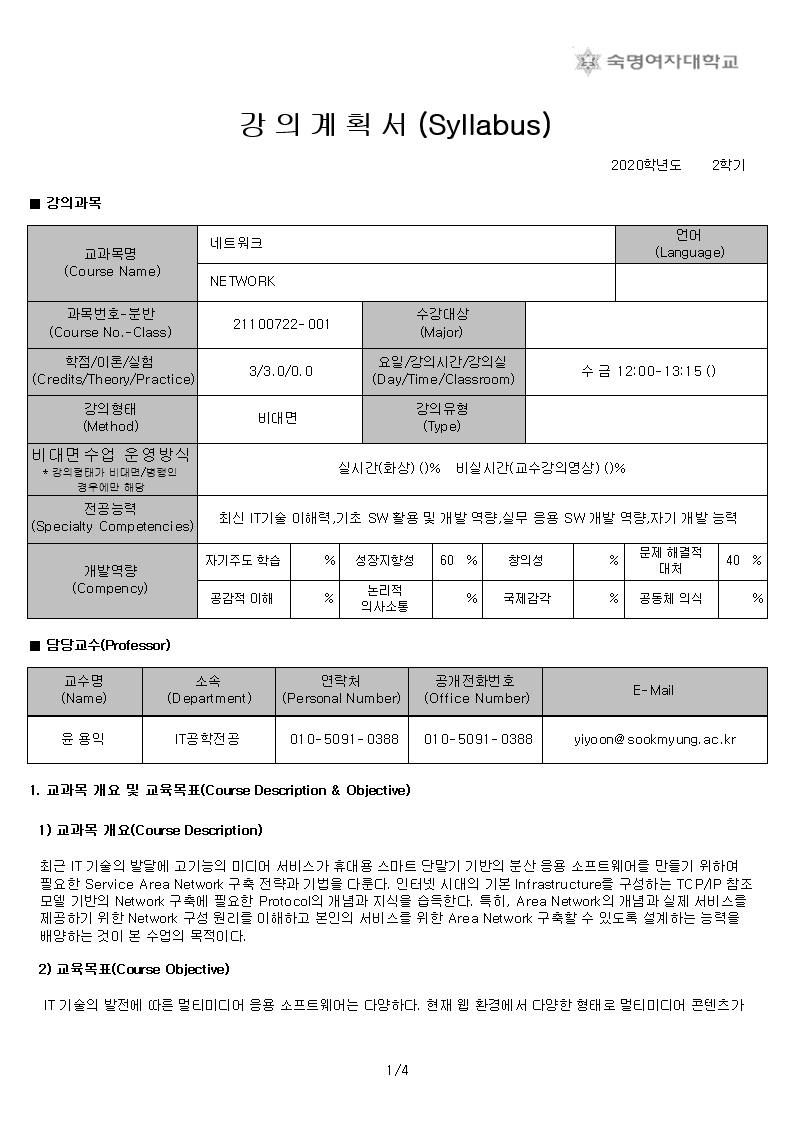 숙명여자대학교
강 의 계 획 서 (Syllabus)
2020학년도 2학기
■ 강의과목
교과목명
(Course Name)
네트워크
언어
(Language)
NETWORK
과목번호-분반
(Course No.-Class)
21100722-001
수강대상
(Major)
학점/이론/실험
(Credits/Theory/Practice)
3/3.0/0.0
요일/강의시간/강의실
(Day/Time/Classroom)
수 금 12:00-13:15 ()
강의형태
(Method)
비대면
강의유형
(Type)
비대면수업 운영방식
* 강의형태가 비대면/병행인
경우에만 해당
실시간(화상) ()% 비실시간(교수강의영상) ()%
전공능력
(Specialty Competencies)
최신 IT기술 이해력,기초 SW 활용 및 개발 역량,실무 응용 SW 개발 역량,자기 개발 능력
개발역량
(Compency)
자기주도 학습 % 성장지향성 60 % 창의성 % 문제 해결적
대처 40 %
공감적 이해 % 논리적
의사소통 % 국제감각 % 공동체 의식 %
■ 담당교수(Professor)
교수명
(Name)
소속
(Department)
연락처
(Personal Number)
공개전화번호
(Office Number)
E-Mail
윤 용익 IT공학전공 010-5091-0388 010-5091-0388 yiyoon@sookmyung.ac.kr
1. 교과목 개요 및 교육목표(Course Description & Objective)
1) 교과목 개요(Course Description)
최근 IT 기술의 발달에 고기능의 미디어 서비스가 휴대용 스마트 단말기 기반의 분산 응용 소프트웨어를 만들기 위하여
필요한 Service Area Network 구축 전략과 기법을 다룬다. 인터넷 시대의 기본 Infrastructure를 구성하는 TCP/IP 참조
모델 기반의 Network 구축에 필요한 Protocol의 개념과 지식을 습득한다. 특히, Area Network의 개념과 실제 서비스를
제공하기 위한 Network 구성 원리를 이해하고 본인의 서비스를 위한 Area Network 구축할 수 있도록 설계하는 능력을
배양하는 것이 본 수업의 목적이다.
2) 교육목표(Course Objective)
IT 기술의 발전에 따른 멀티미디어 응용 소프트웨어는 다양하다. 현재 웹 환경에서 다양한 형태로 멀티미디어 콘텐츠가
1/4